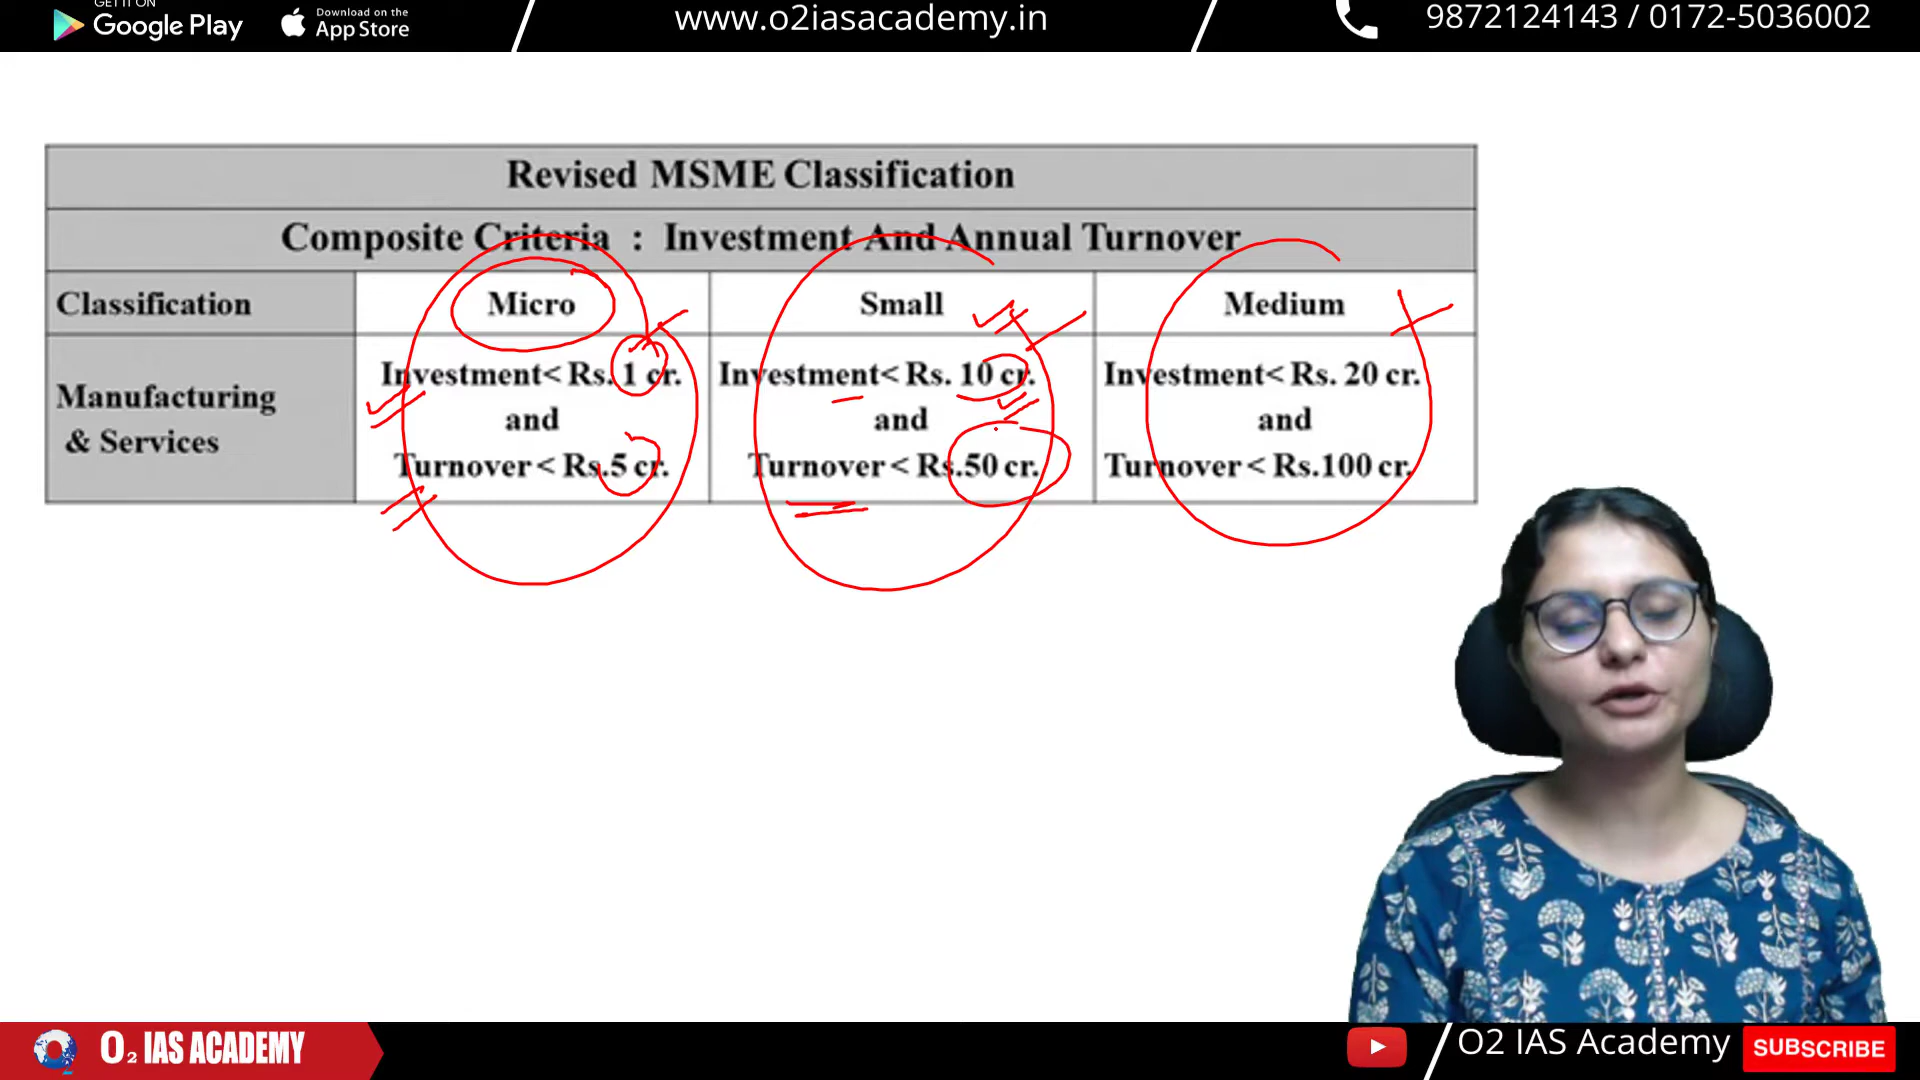 GET IT ON
Google Play
Download on the
App Store
www.o2iasacademy.in
9872124143 / 0172-5036002
Revised MSME Classification
Composite Criteria : Investment And Annual Turnover
Classification
Micro
Small
Medium
Manufacturing
& Services
Investment< Rs. 1 cr.
and
Turnover < Rs.5 cr.
Investment< Rs. 10 cr.
and
Turnover < Rs.50 cr.
Investment< Rs. 20 cr.
and
Turnover < Rs.100 cr.
O2 IAS ACADEMY
O2 IAS Academy
SUBSCRIBE